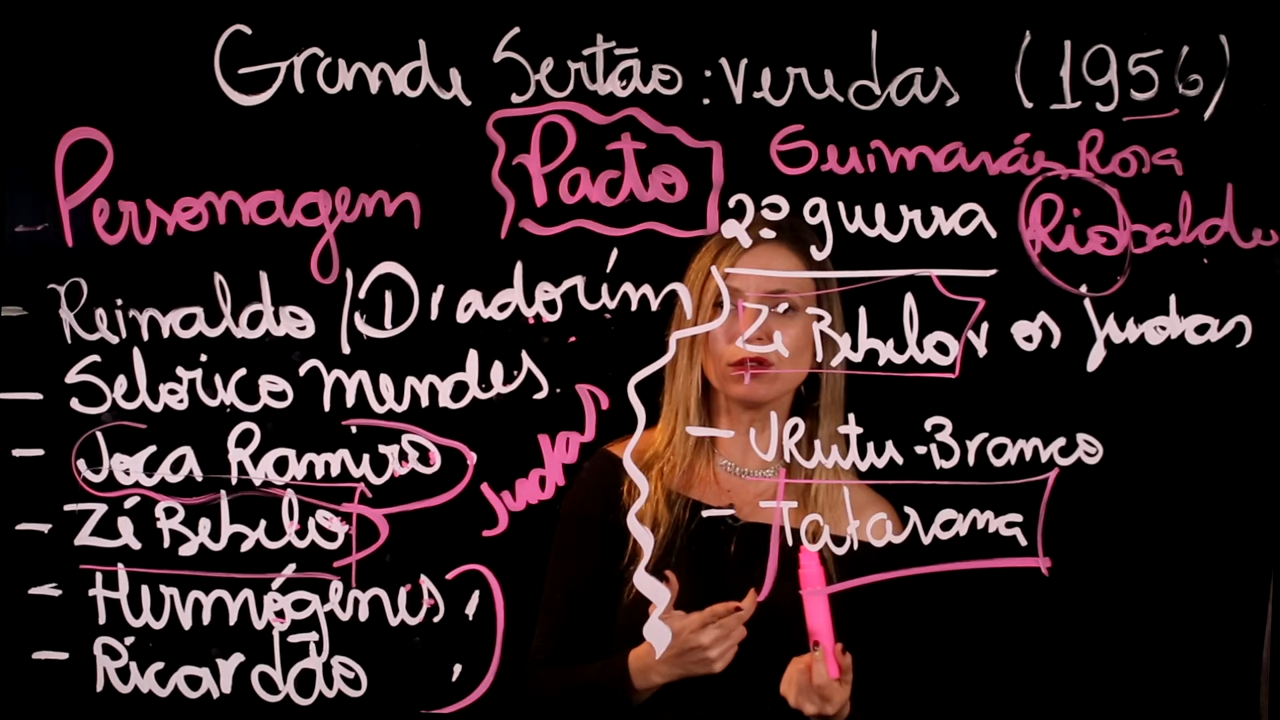 Grande Sertão: veredas (1956)
Pacto
Guimarães Rosa
Personagem
2º guerra
Riobaldo
- Reinaldo / Diadorim
Zé Bebelo x os judas
- Selorico Mendes
- Joca Ramiro
judas
- Urutu-Branco
- Zé Bebelo
- Tatarana
- Hermógenes
- Ricardão